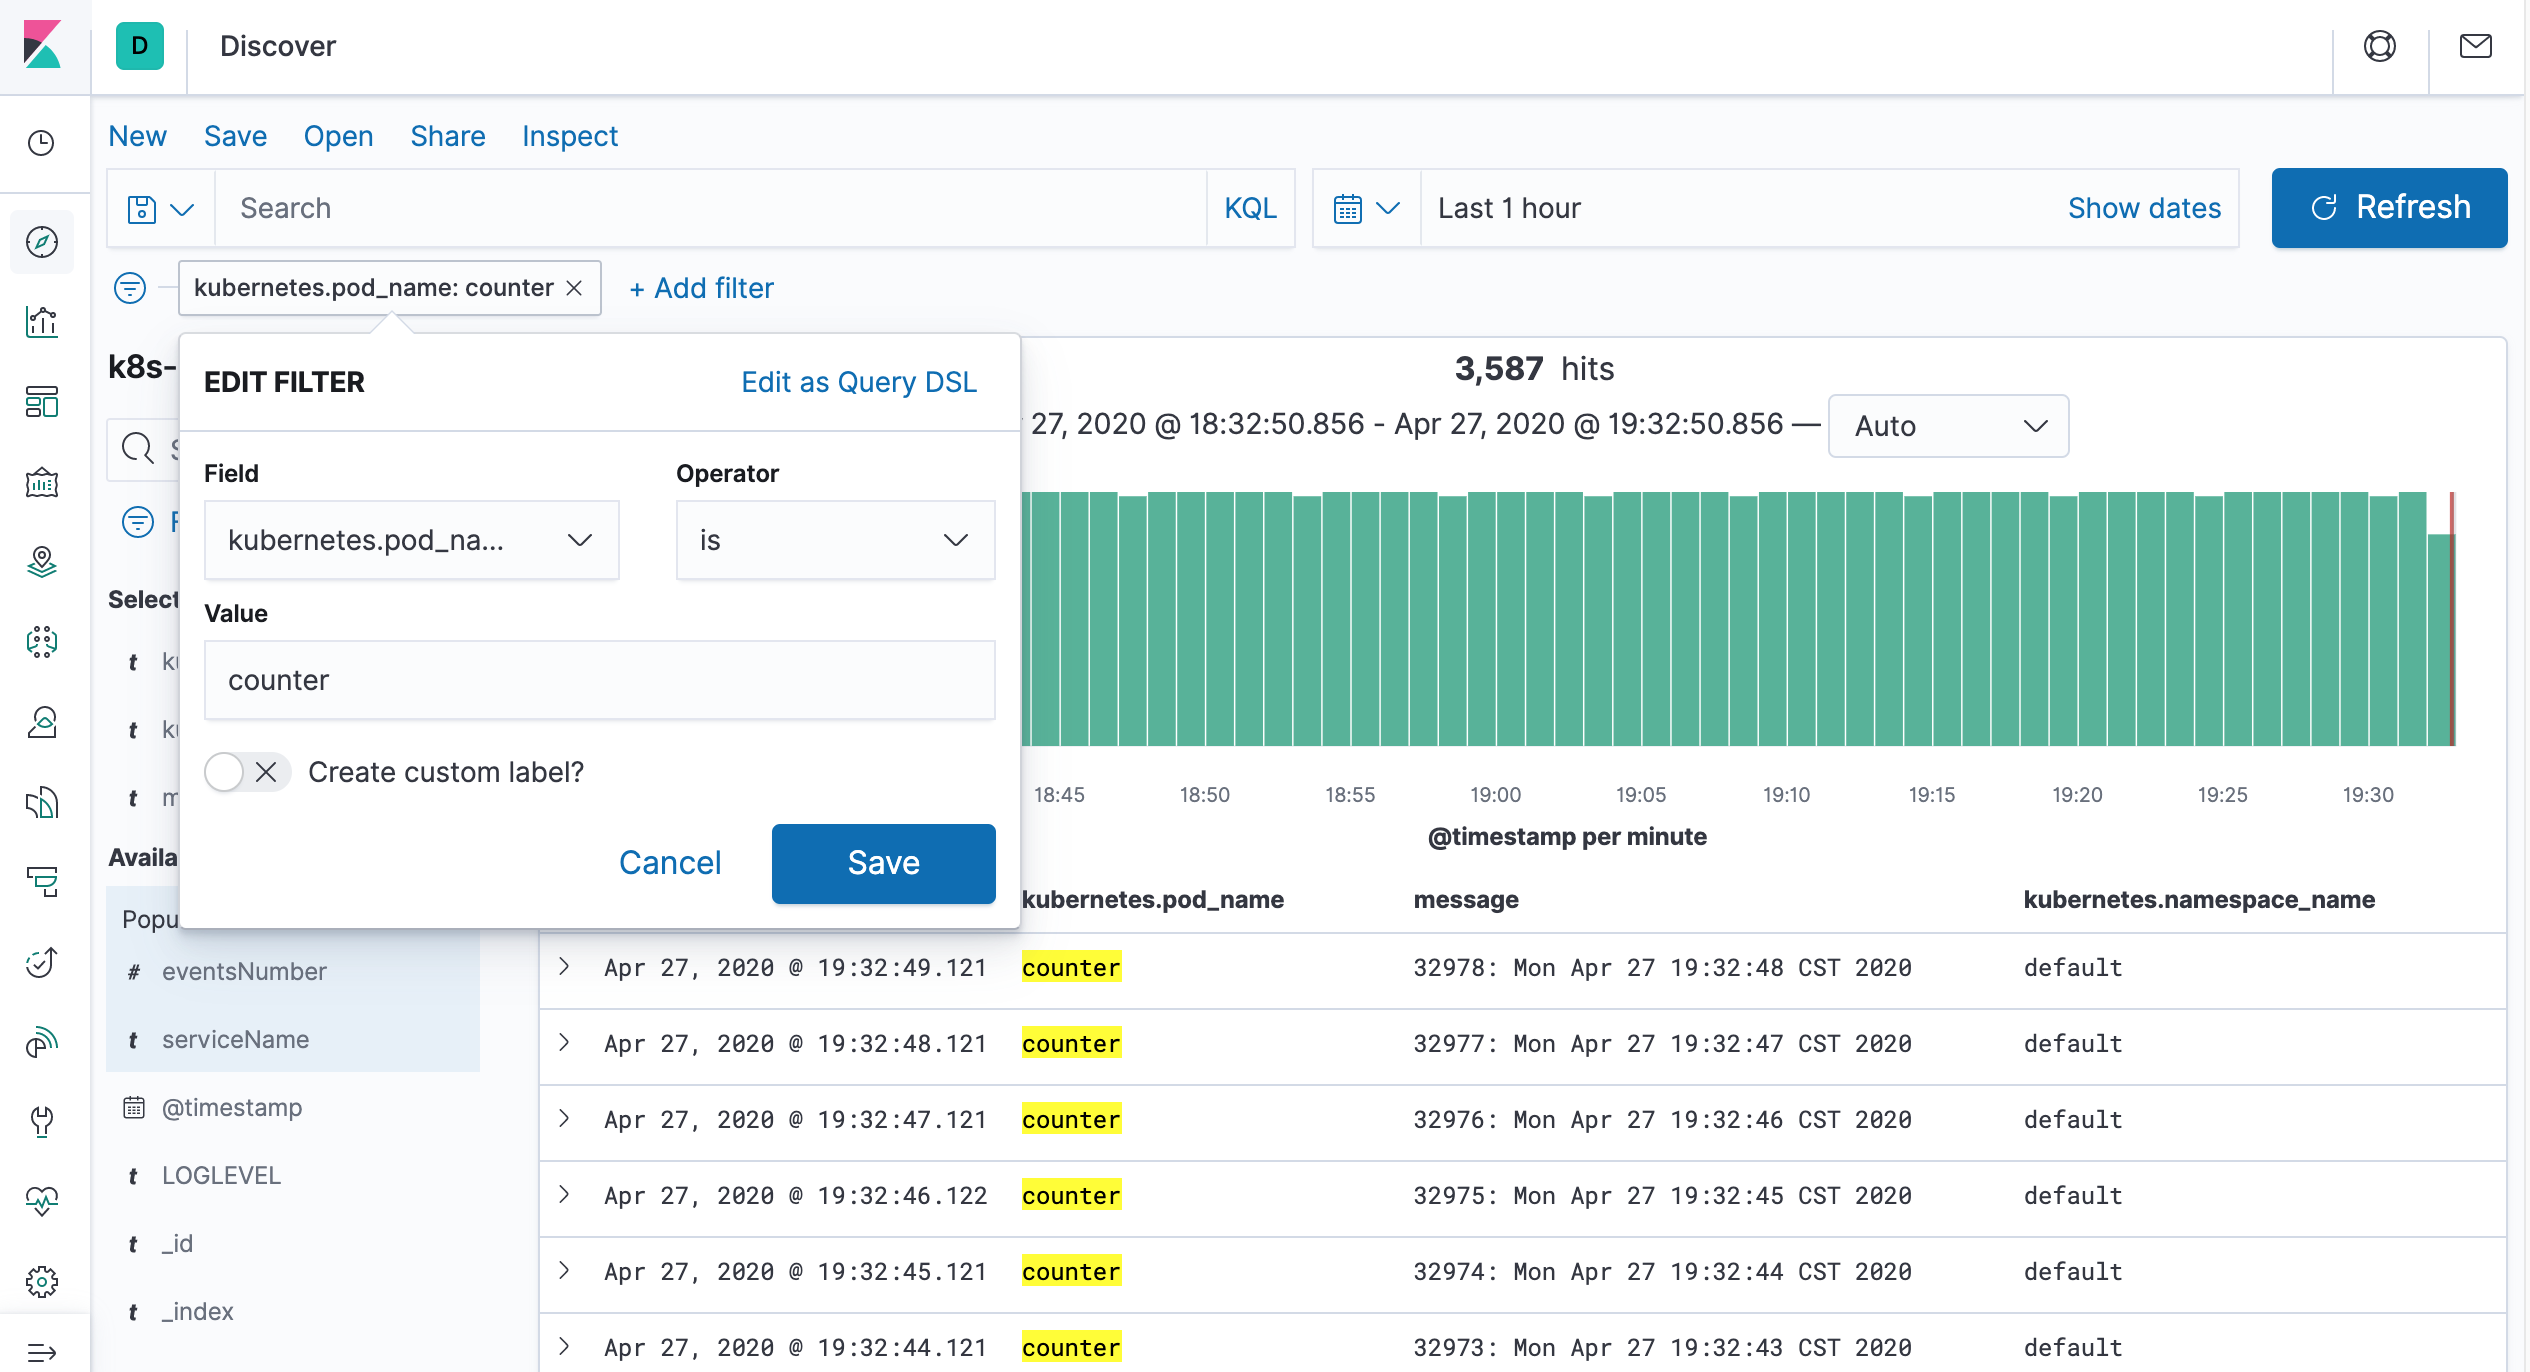 D
Discover
New Save Open Share Inspect
Search KQL Last 1 hour Show dates Refresh
kubernetes.pod_name: counter + Add filter
k8s-
EDIT FILTER Edit as Query DSL
Field Operator
kubernetes.pod_na... is
Value
counter
Create custom label?
Cancel Save
Select
t
t
t m
Availa
Popu
# eventsNumber
t serviceName
@timestamp
t LOGLEVEL
t _id
t _index
3,587 hits
27, 2020 @ 18:32:50.856 - Apr 27, 2020 @ 19:32:50.856 — Auto
18:45 18:50 18:55 19:00 19:05 19:10 19:15 19:20 19:25 19:30
@timestamp per minute
kubernetes.pod_name message kubernetes.namespace_name
Apr 27, 2020 @ 19:32:49.121 counter 32978: Mon Apr 27 19:32:48 CST 2020 default
Apr 27, 2020 @ 19:32:48.121 counter 32977: Mon Apr 27 19:32:47 CST 2020 default
Apr 27, 2020 @ 19:32:47.121 counter 32976: Mon Apr 27 19:32:46 CST 2020 default
Apr 27, 2020 @ 19:32:46.122 counter 32975: Mon Apr 27 19:32:45 CST 2020 default
Apr 27, 2020 @ 19:32:45.121 counter 32974: Mon Apr 27 19:32:44 CST 2020 default
Apr 27, 2020 @ 19:32:44.121 counter 32973: Mon Apr 27 19:32:43 CST 2020 default